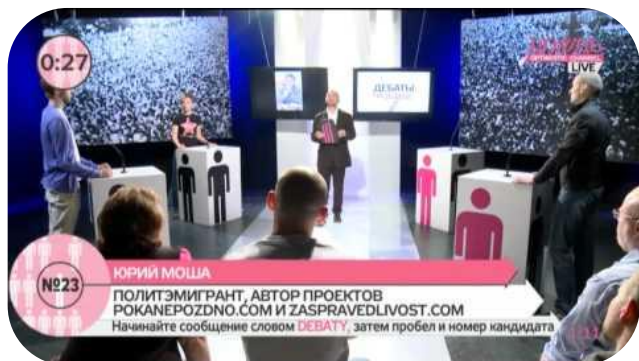 0:27
LIVE
ДЕБАТЫ
№23
ЮРИЙ МОША
ПОЛИТЭМИГРАНТ, АВТОР ПРОЕКТОВ
POKANEPOZDNO.COM И ZASPRAVEDLIVOST.COM
Начинайте сообщение словом DEBATY, затем пробел и номер кандидата